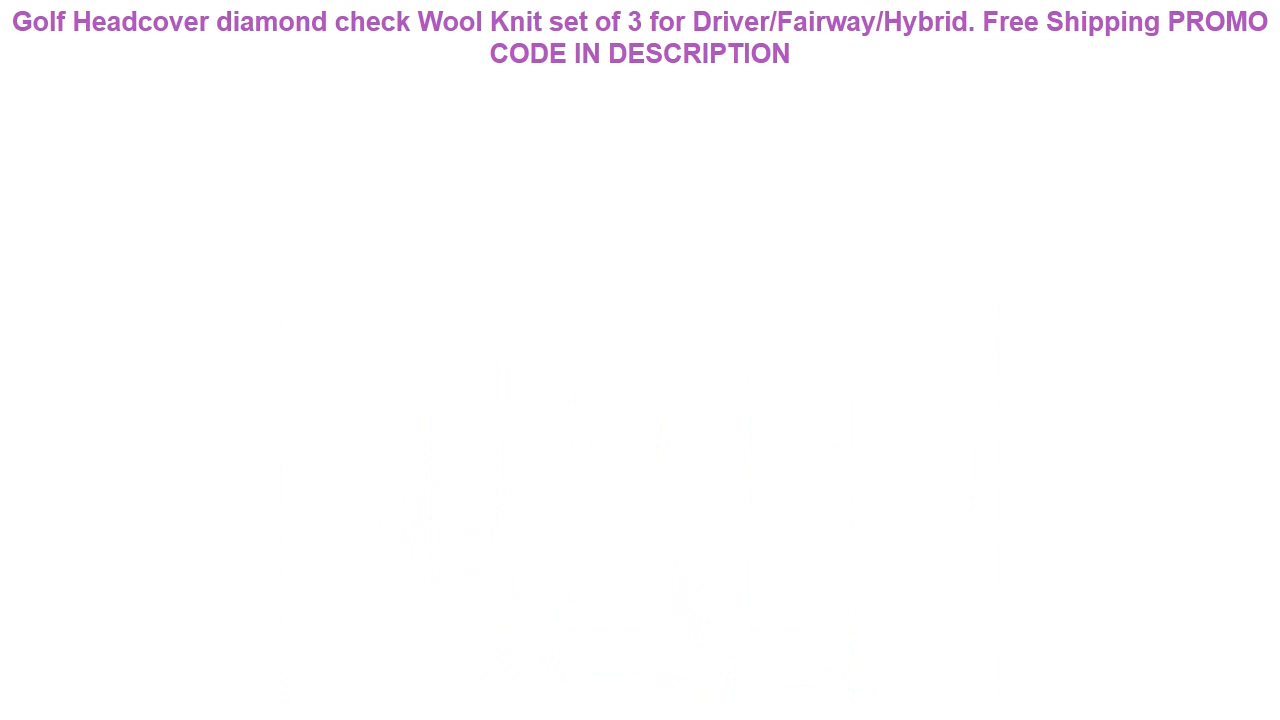 Golf Headcover diamond check Wool Knit set of 3 for Driver/Fairway/Hybrid. Free Shipping PROMO
CODE IN DESCRIPTION